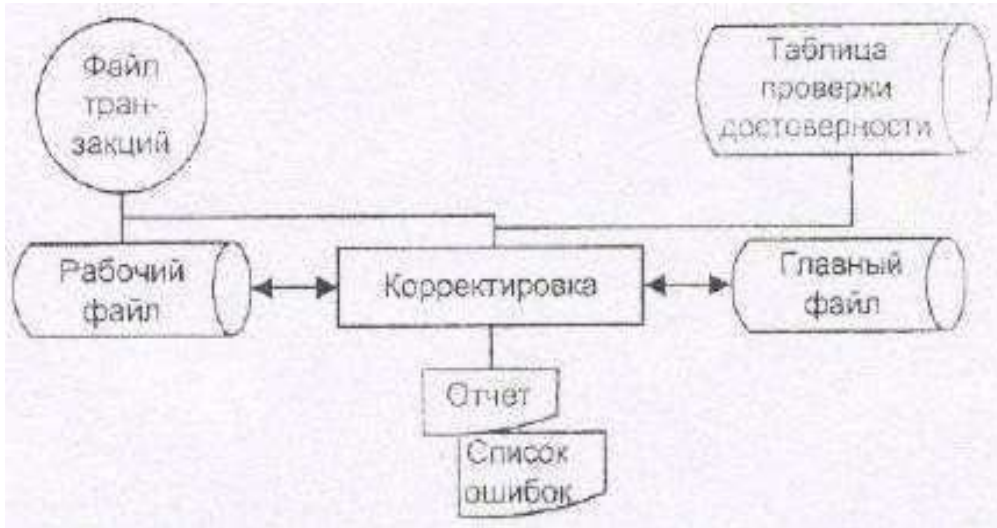 Файл
тран-
закций
Таблица
проверки
достоверности
Рабочий
файл
Корректировка
Главный
файл
Отчет
Список
ошибок